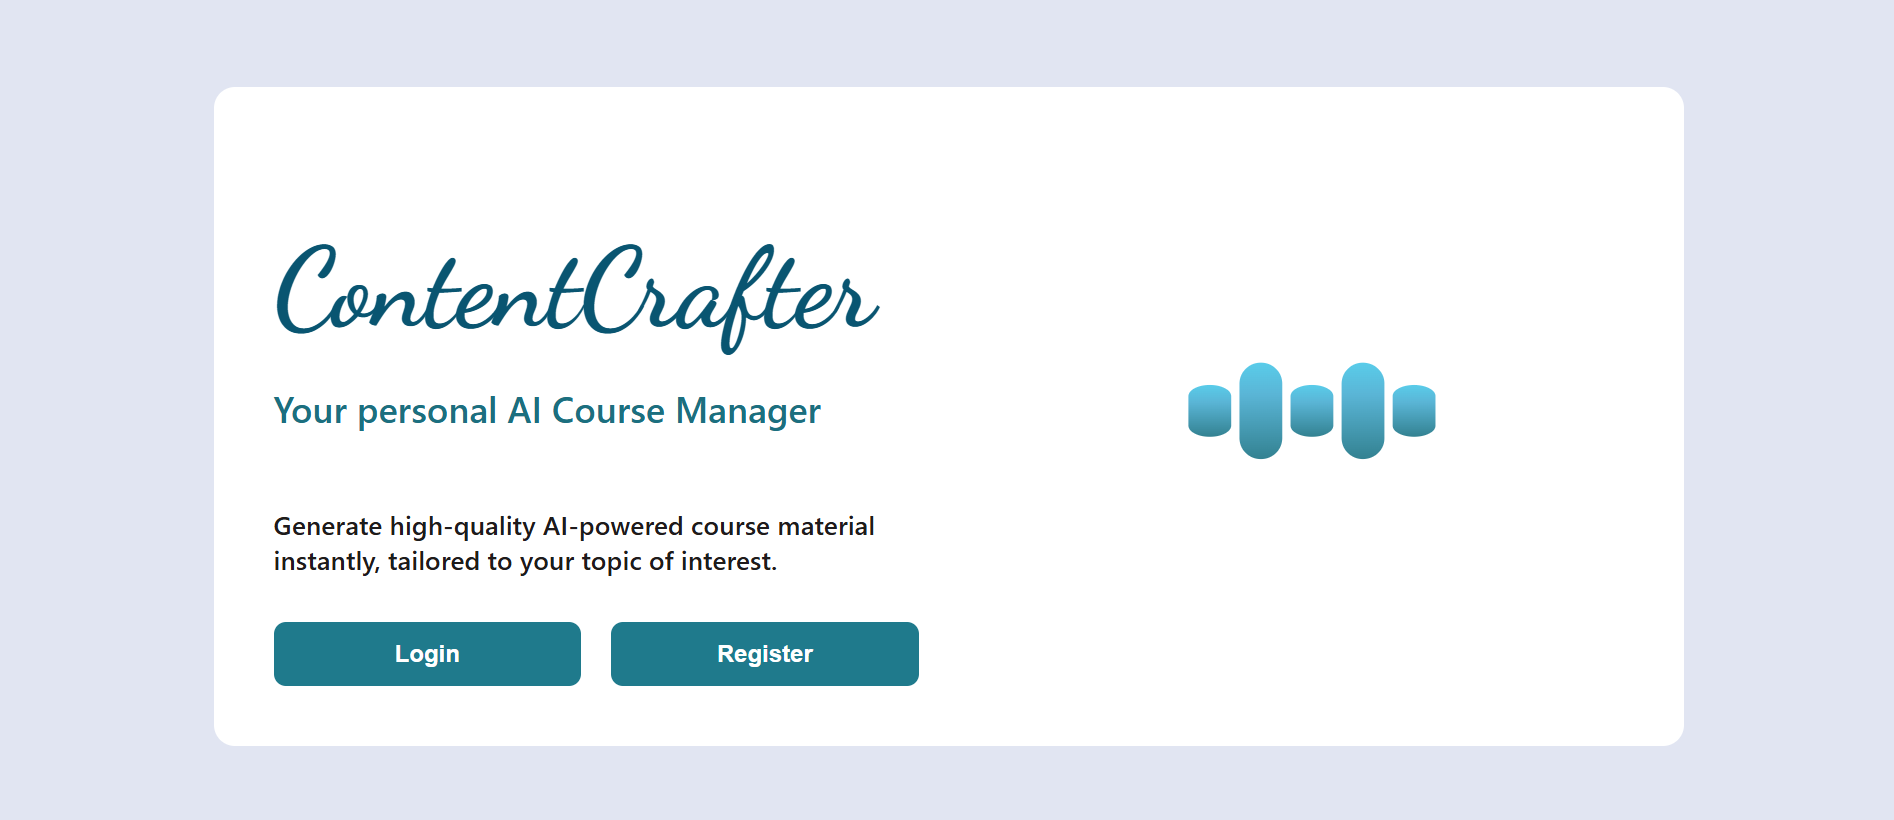 ContentCrafter
Your personal AI Course Manager
Generate high-quality AI-powered course material
instantly, tailored to your topic of interest.
Login
Register